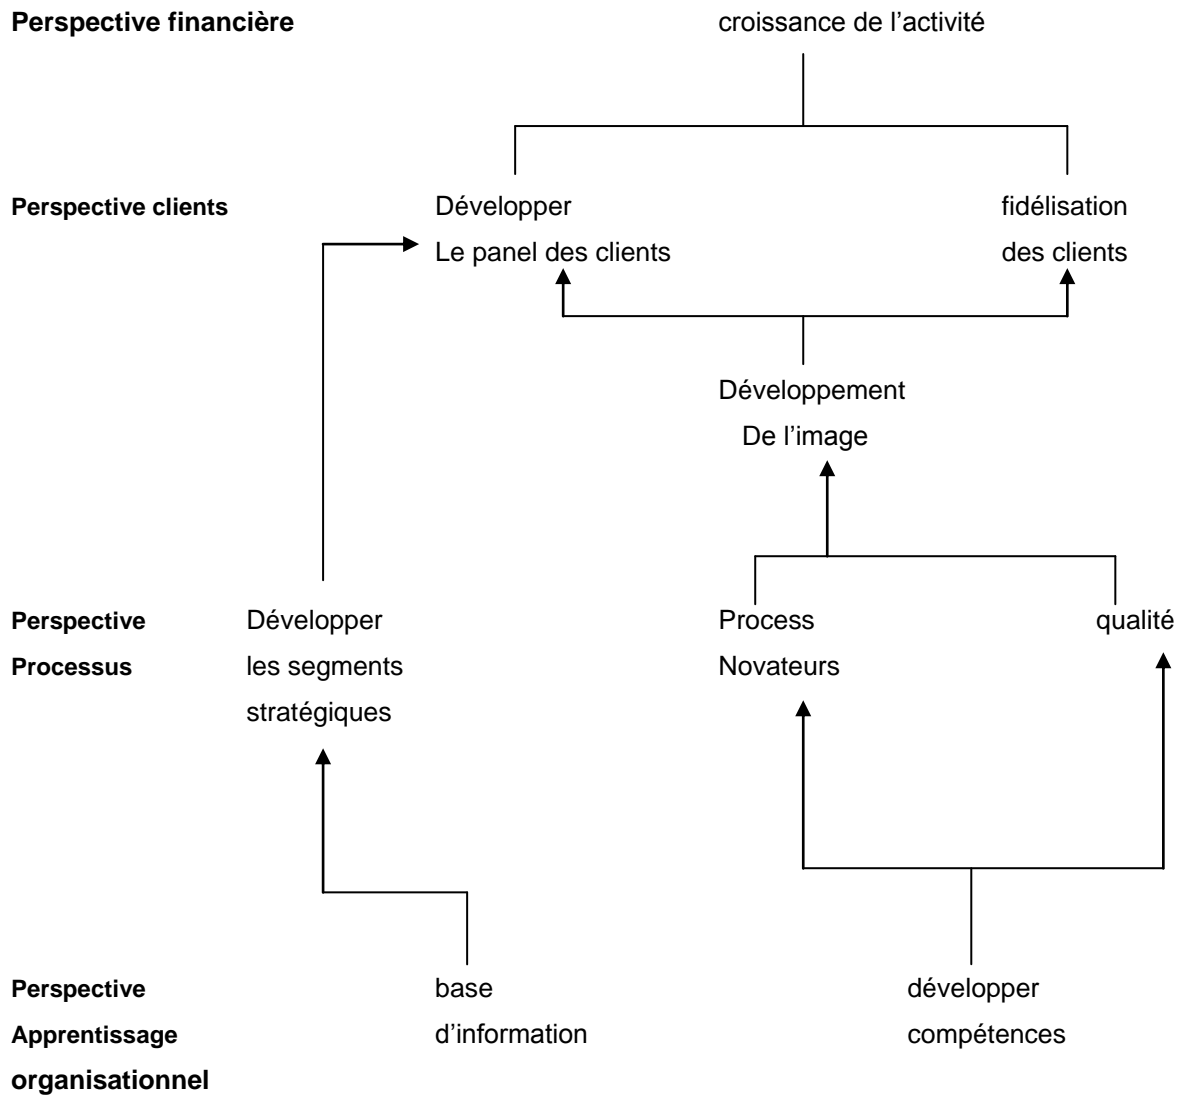 Perspective financière croissance de l’activité
Perspective clients Développer fidélisation
Le panel des clients des clients
Développement
De l’image
Perspective Développer Process qualité
Processus les segments Novateurs
stratégiques
Perspective base développer
Apprentissage d’information compétences
organisationnel